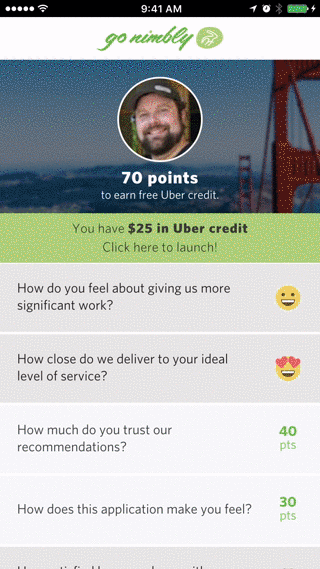 9:41 AM
go nimbly
70 points
to earn free Uber credit.
You have $25 in Uber credit
Click here to launch!
How do you feel about giving us more
significant work?
How close do we deliver to your ideal
level of service?
How much do you trust our
recommendations?
40
pts
How does this application make you feel?
30
pts